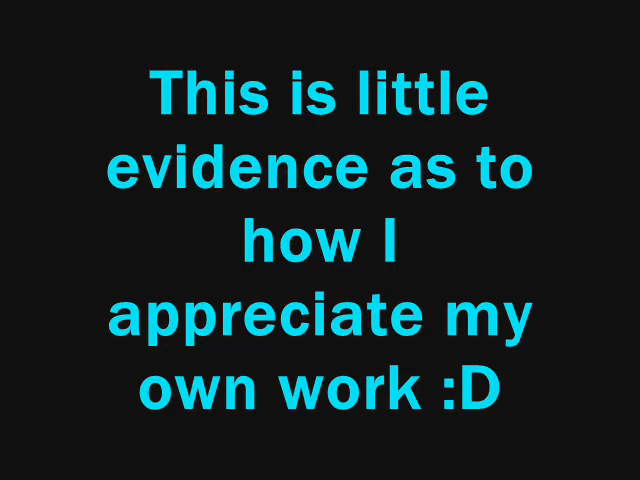 This is little
evidence as to
how I
appreciate my
own work :D